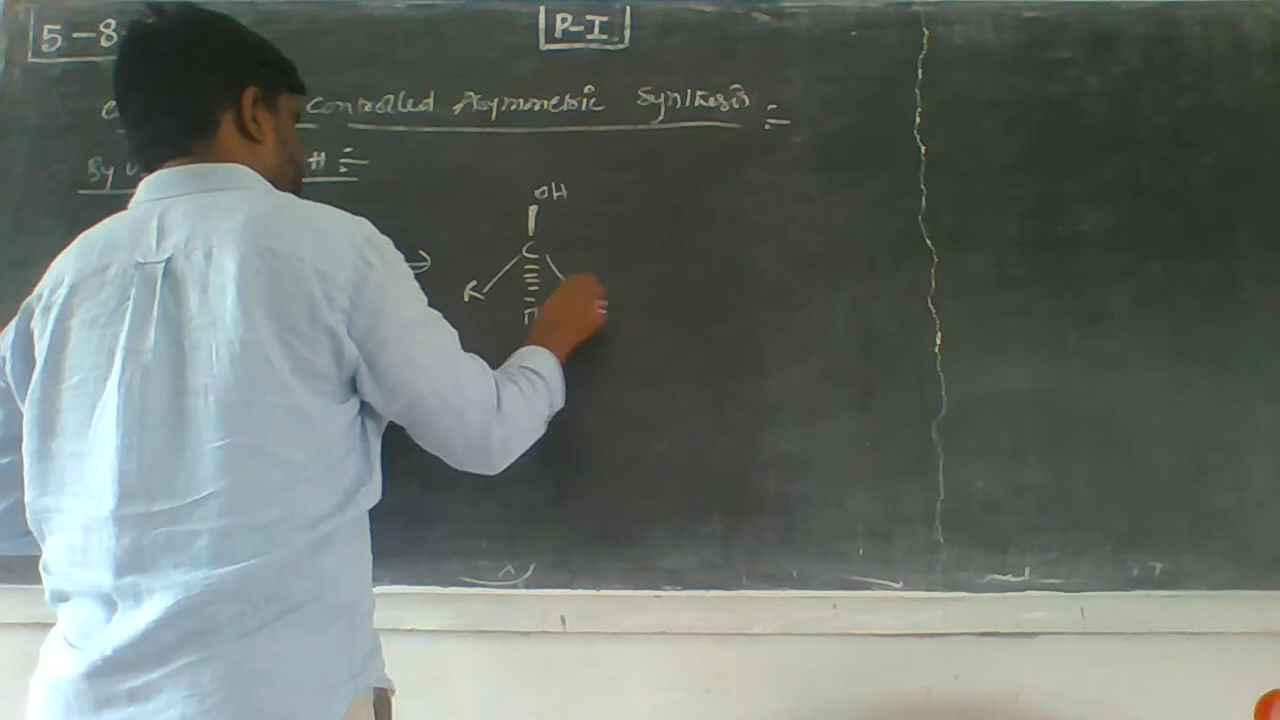 5-8
P-I
controlled Asymmetric Synthesis :-
By
OH
C
R